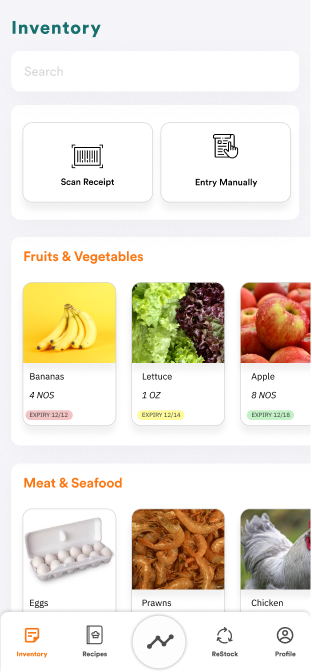 Inventory
Search
Scan Receipt
Entry Manually
Fruits & Vegetables
Bananas
Lettuce
Apple
4 NOS
1 OZ
8 NOS
EXPIRY 12/12
EXPIRY 12/14
EXPIRY 12/18
Meat & Seafood
Eggs
Prawns
Chicken
Inventory
Recipes
ReStock
Profile